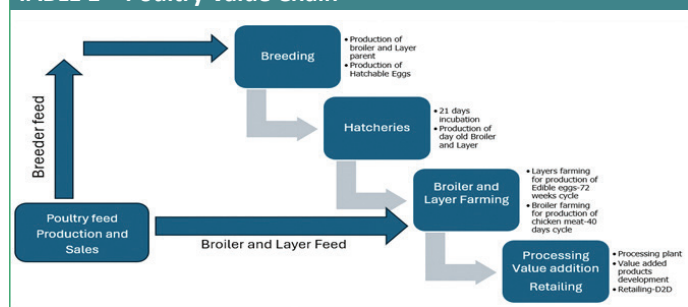 Breeding
• Production of
broiler and Layer
parent
• Production of
Hatchable Eggs
Hatcheries
• 21 days
incubation
• Production of
day old Broiler
and Layer
Breeder feed
Poultry feed
Production and
Sales
Broiler and Layer Feed
Broiler and
Layer Farming
• Layers farming
for production of
Edible eggs-72
weeks cycle
• Broiler farming
for production of
chicken meat-40
days cycle
Processing
Value addition
Retailing
• Processing plant
• Value added
products
development
• Retailing-D2D